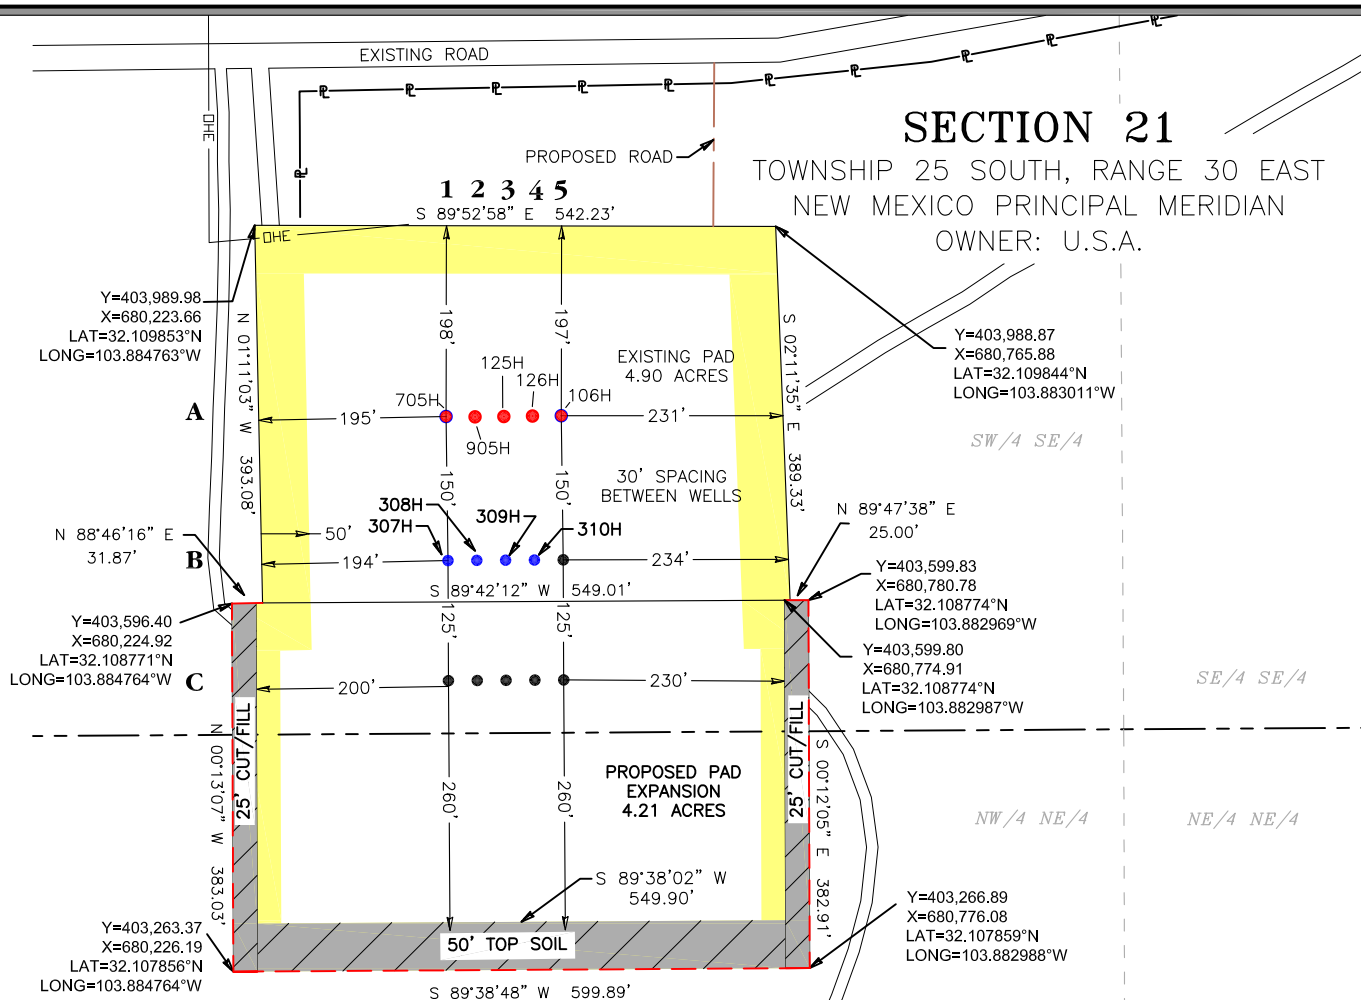 EXISTING ROAD
OHE
PROPOSED ROAD
SECTION 21
TOWNSHIP 25 SOUTH, RANGE 30 EAST
NEW MEXICO PRINCIPAL MERIDIAN
OWNER: U.S.A.
1 2 3 4 5
S 89°52'58" E 542.23'
OHE
Y=403,989.98
X=680,223.66
LAT=32.109853°N
LONG=103.884763°W
N 01°11'03" W 393.08'
198'
197'
S 02°11'35" E 389.33'
Y=403,988.87
X=680,765.88
LAT=32.109844°N
LONG=103.883011°W
EXISTING PAD
4.90 ACRES
125H
126H
705H
106H
905H
A
195'
231'
SW/4 SE/4
150'
150'
30' SPACING
BETWEEN WELLS
308H
307H
309H
310H
50'
N 88°46'16" E
31.87'
N 89°47'38" E
25.00'
B
194'
234'
S 89°42'12" W 549.01'
Y=403,599.83
X=680,780.78
LAT=32.108774°N
LONG=103.882969°W
Y=403,596.40
X=680,224.92
LAT=32.108771°N
LONG=103.884764°W
125'
125'
Y=403,599.80
X=680,774.91
LAT=32.108774°N
LONG=103.882987°W
C
200'
230'
SE/4 SE/4
25' CUT/FILL
N 00°13'07" W 383.03'
260'
260'
PROPOSED PAD
EXPANSION
4.21 ACRES
25' CUT/FILL
S 00°12'05" E 382.91'
NW/4 NE/4
NE/4 NE/4
S 89°38'02" W
549.90'
Y=403,266.89
X=680,776.08
LAT=32.107859°N
LONG=103.882988°W
Y=403,263.37
X=680,226.19
LAT=32.107856°N
LONG=103.884764°W
50' TOP SOIL
S 89°38'48" W 599.89'